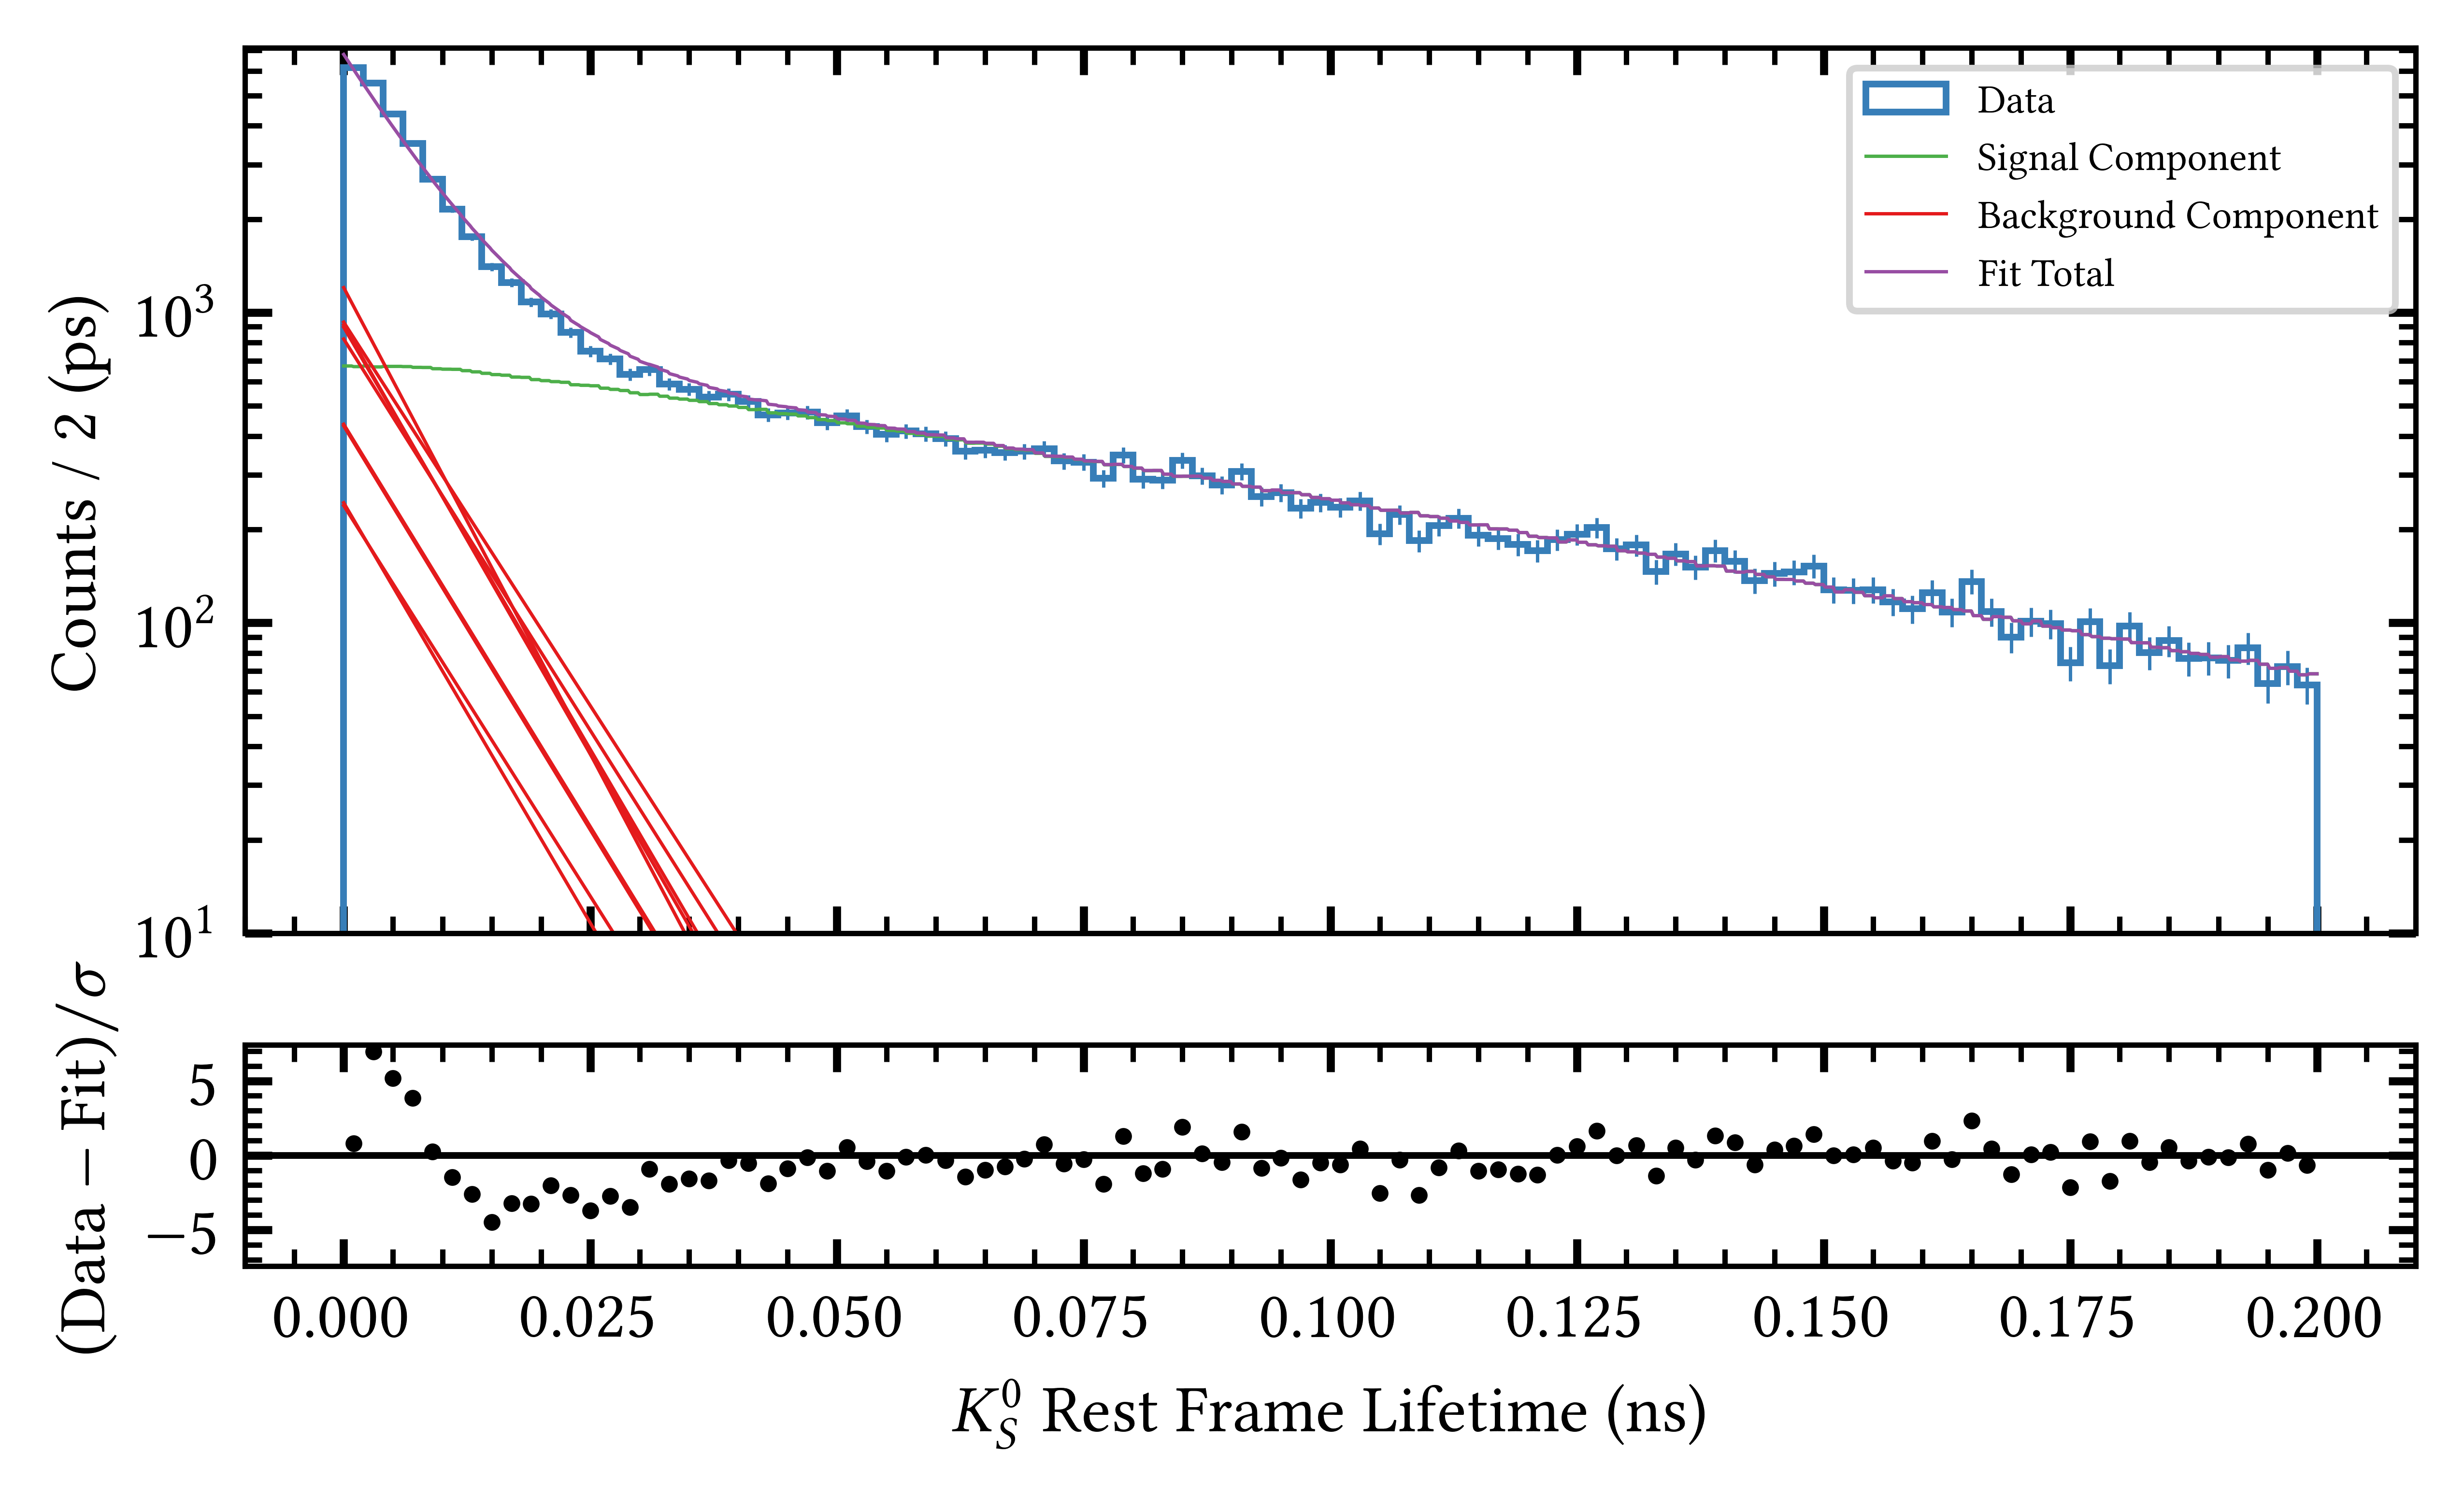 Counts / 2 (ps)
10³
10²
10¹
Data
Signal Component
Background Component
Fit Total
(Data − Fit)/σ
5
0
−5
0.000 0.025 0.050 0.075 0.100 0.125 0.150 0.175 0.200
K_S^0 Rest Frame Lifetime (ns)